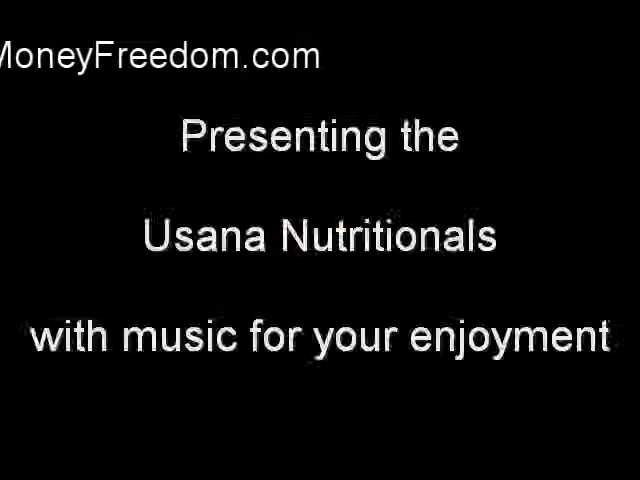 MoneyFreedom.com
Presenting the
Usana Nutritionals
with music for your enjoyment